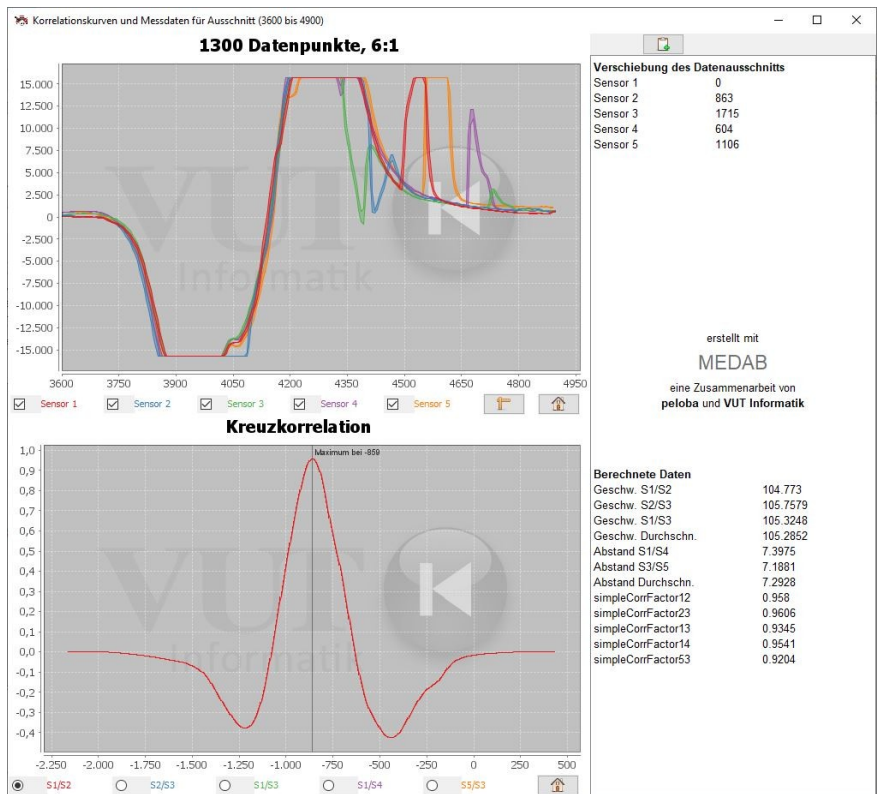 Korrelationskurven und Messdaten für Ausschnitt (3600 bis 4900)
1300 Datenpunkte, 6:1
15.000
12.500
10.000
7.500
5.000
2.500
0
-2.500
-5.000
-7.500
-10.000
-12.500
-15.000
VUT
Informatik
3600 3750 3900 4050 4200 4350 4500 4650 4800 4950
Sensor 1 Sensor 2 Sensor 3 Sensor 4 Sensor 5
Kreuzkorrelation
Maximum bei -859
1,0
0,9
0,8
0,7
0,6
0,5
0,4
0,3
0,2
0,1
0,0
-0,1
-0,2
-0,3
-0,4
VUT
Informatik
-2.250 -2.000 -1.750 -1.500 -1.250 -1.000 -750 -500 -250 0 250 500
S1/S2 S2/S3 S1/S3 S1/S4 S5/S3
Verschiebung des Datenausschnitts
Sensor 1 0
Sensor 2 863
Sensor 3 1715
Sensor 4 604
Sensor 5 1106
erstellt mit
MEDAB
eine Zusammenarbeit von
peloba und VUT Informatik
Berechnete Daten
Geschw. S1/S2 104.773
Geschw. S2/S3 105.7579
Geschw. S1/S3 105.3248
Geschw. Durchschn. 105.2852
Abstand S1/S4 7.3975
Abstand S3/S5 7.1881
Abstand Durchschn. 7.2928
simpleCorrFactor12 0.958
simpleCorrFactor23 0.9606
simpleCorrFactor13 0.9345
simpleCorrFactor14 0.9541
simpleCorrFactor53 0.9204